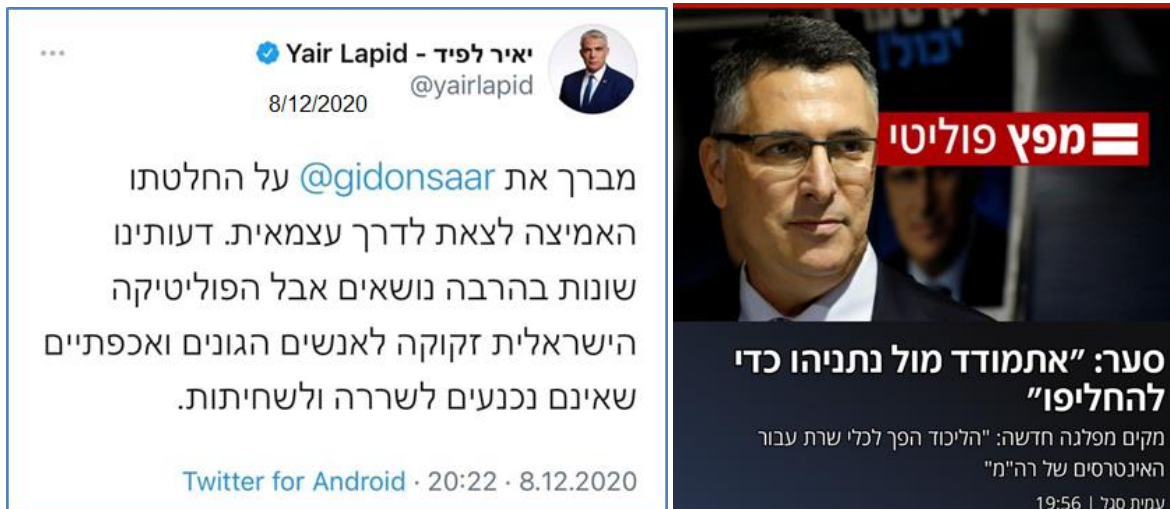 יאיר לפיד - Yair Lapid
@yairlapid
8/12/2020
מברך את @gidonsaar על החלטתו
האמיצה לצאת לדרך עצמאית. דעותינו
שונות בהרבה נושאים אבל הפוליטיקה
הישראלית זקוקה לאנשים הגונים ואכפתיים
שאינם נכנעים לשררה ולשחיתות.
Twitter for Android · 20:22 · 8.12.2020
יכול!
מפץ פוליטי
סער: "אתמודד מול נתניהו כדי
להחליפו"
מקים מפלגה חדשה: "הליכוד הפך לכלי שרת עבור
האינטרסים של רה"מ"
עמית סגל | 19:56